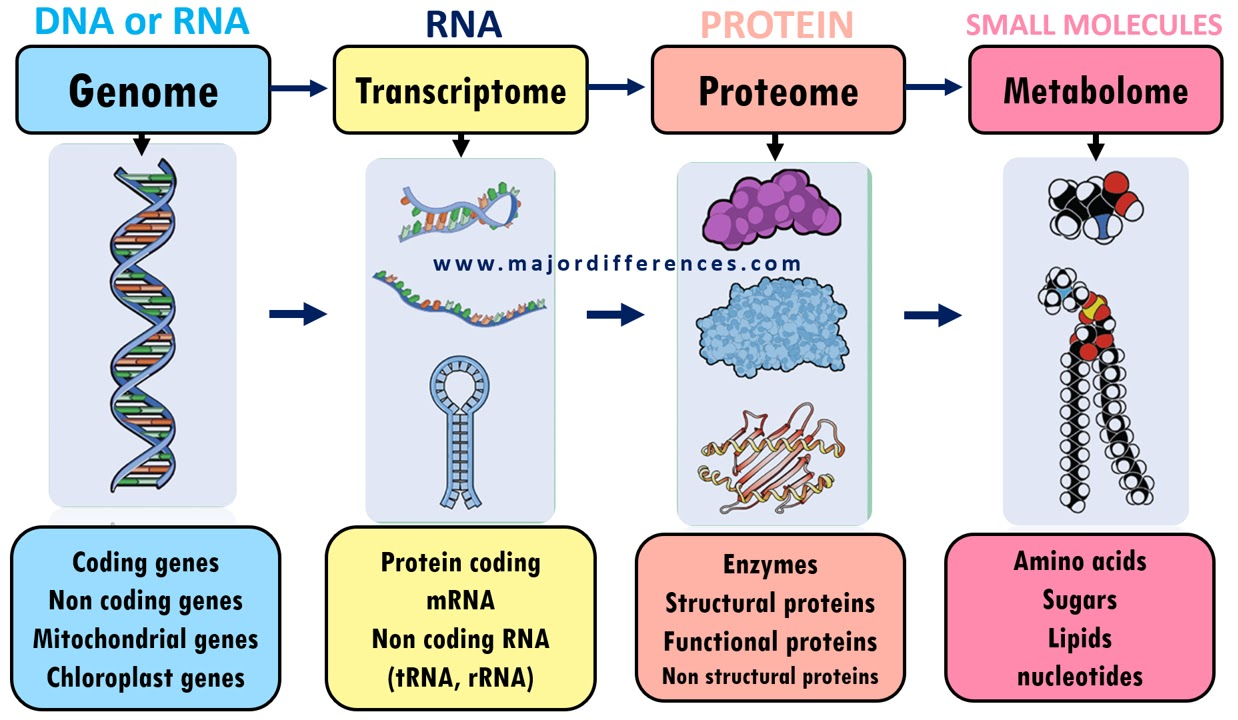 DNA or RNA
RNA
PROTEIN
SMALL MOLECULES
Genome
Transcriptome
Proteome
Metabolome
www.majordifferences.com
Coding genes
Non coding genes
Mitochondrial genes
Chloroplast genes
Protein coding
mRNA
Non coding RNA
(tRNA, rRNA)
Enzymes
Structural proteins
Functional proteins
Non structural proteins
Amino acids
Sugars
Lipids
nucleotides